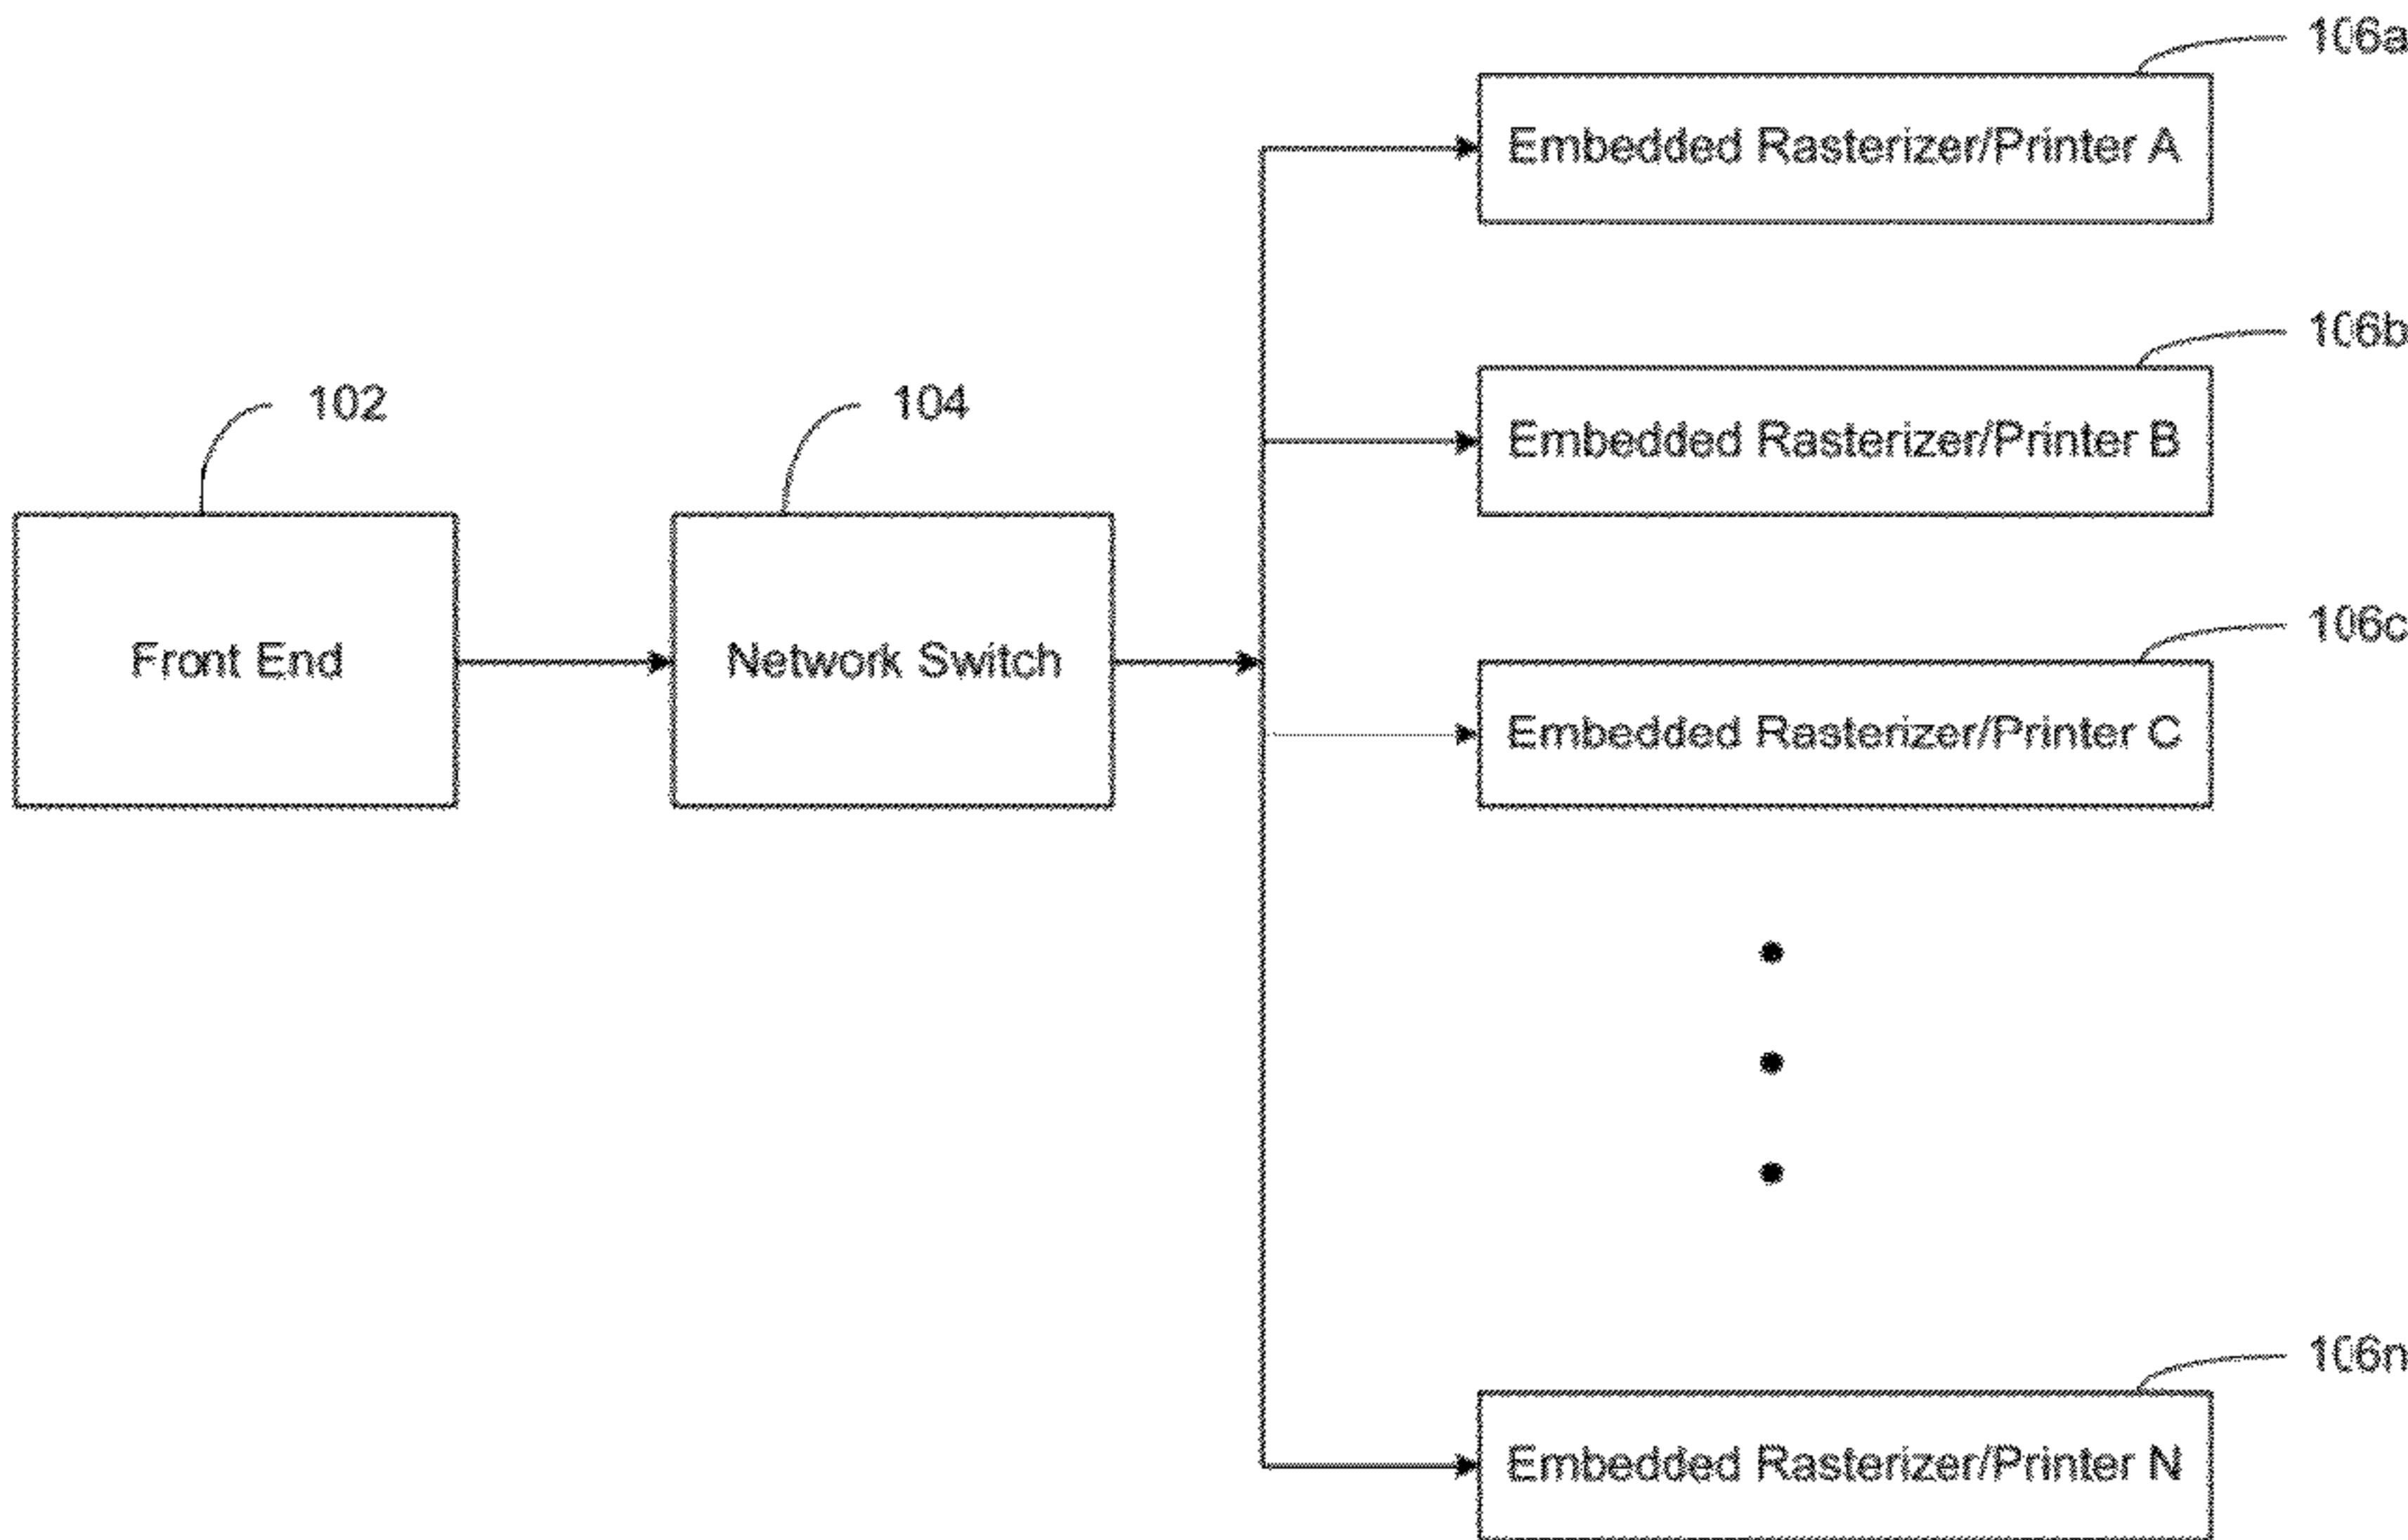 106a
Embedded Rasterizer/Printer A
106b
Embedded Rasterizer/Printer B
102
104
Front End
Network Switch
106c
Embedded Rasterizer/Printer C
106n
Embedded Rasterizer/Printer N